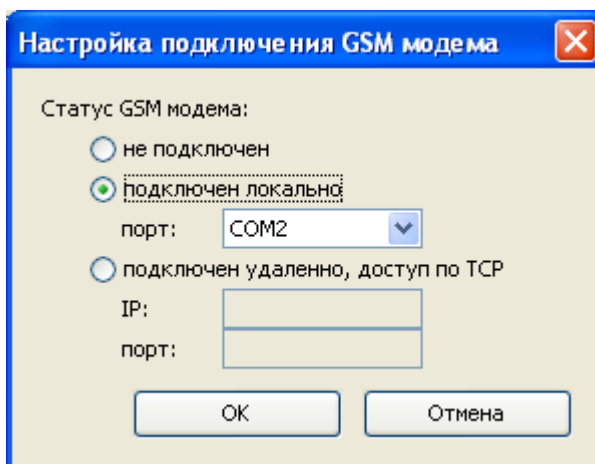 Настройка подключения GSM модема
Статус GSM модема:
не подключен
подключен локально
порт: COM2
подключен удаленно, доступ по TCP
IP:
порт:
OK Отмена